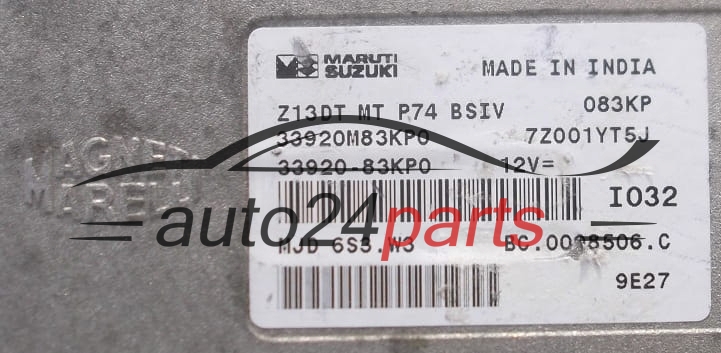 MARUTI
SUZUKI
MADE IN INDIA
Z13DT MT P74 BSIV 083KP
33920M83KP0 7Z001YT5J
33920-83KP0 12V=
MAGNETI
MARELLI
IO32
auto24parts
MJD 6S3.W3
9E27